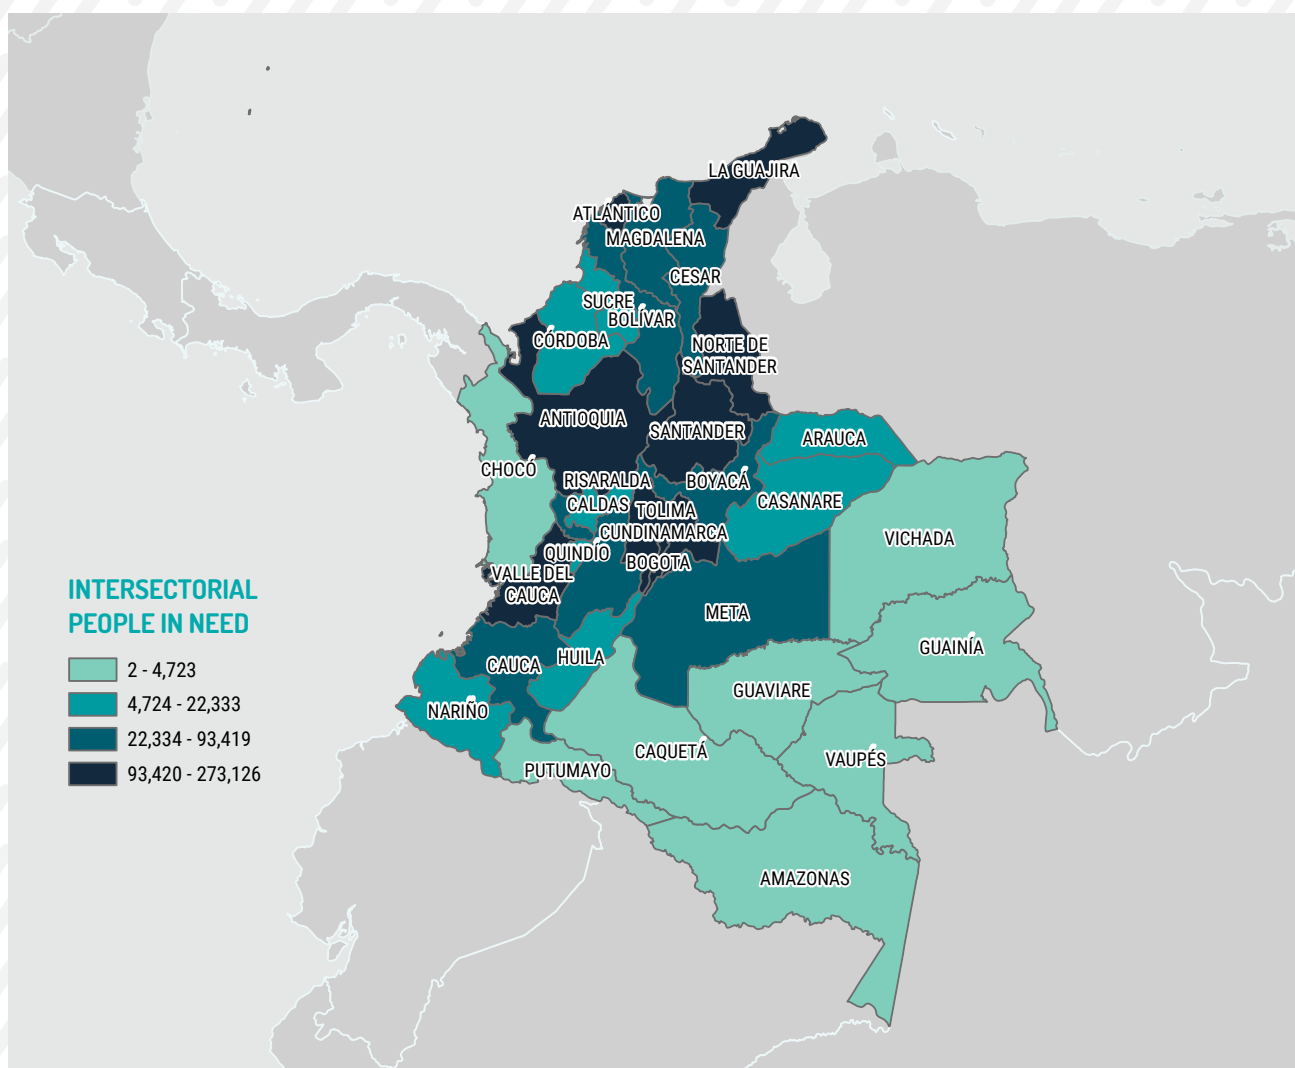 LA GUAJIRA
ATLÁNTICO
MAGDALENA
CESAR
SUCRE
BOLÍVAR
CÓRDOBA
NORTE DE
SANTANDER
ANTIOQUIA
SANTANDER
ARAUCA
CHOCÓ
RISARALDA
BOYACÁ
CALDAS
TOLIMA
CASANARE
CUNDINAMARCA
VICHADA
QUINDÍO
BOGOTA
VALLE DEL
CAUCA
META
GUAINÍA
CAUCA
HUILA
GUAVIARE
NARIÑO
CAQUETÁ
VAUPÉS
PUTUMAYO
AMAZONAS
INTERSECTORIAL
PEOPLE IN NEED
2 - 4,723
4,724 - 22,333
22,334 - 93,419
93,420 - 273,126